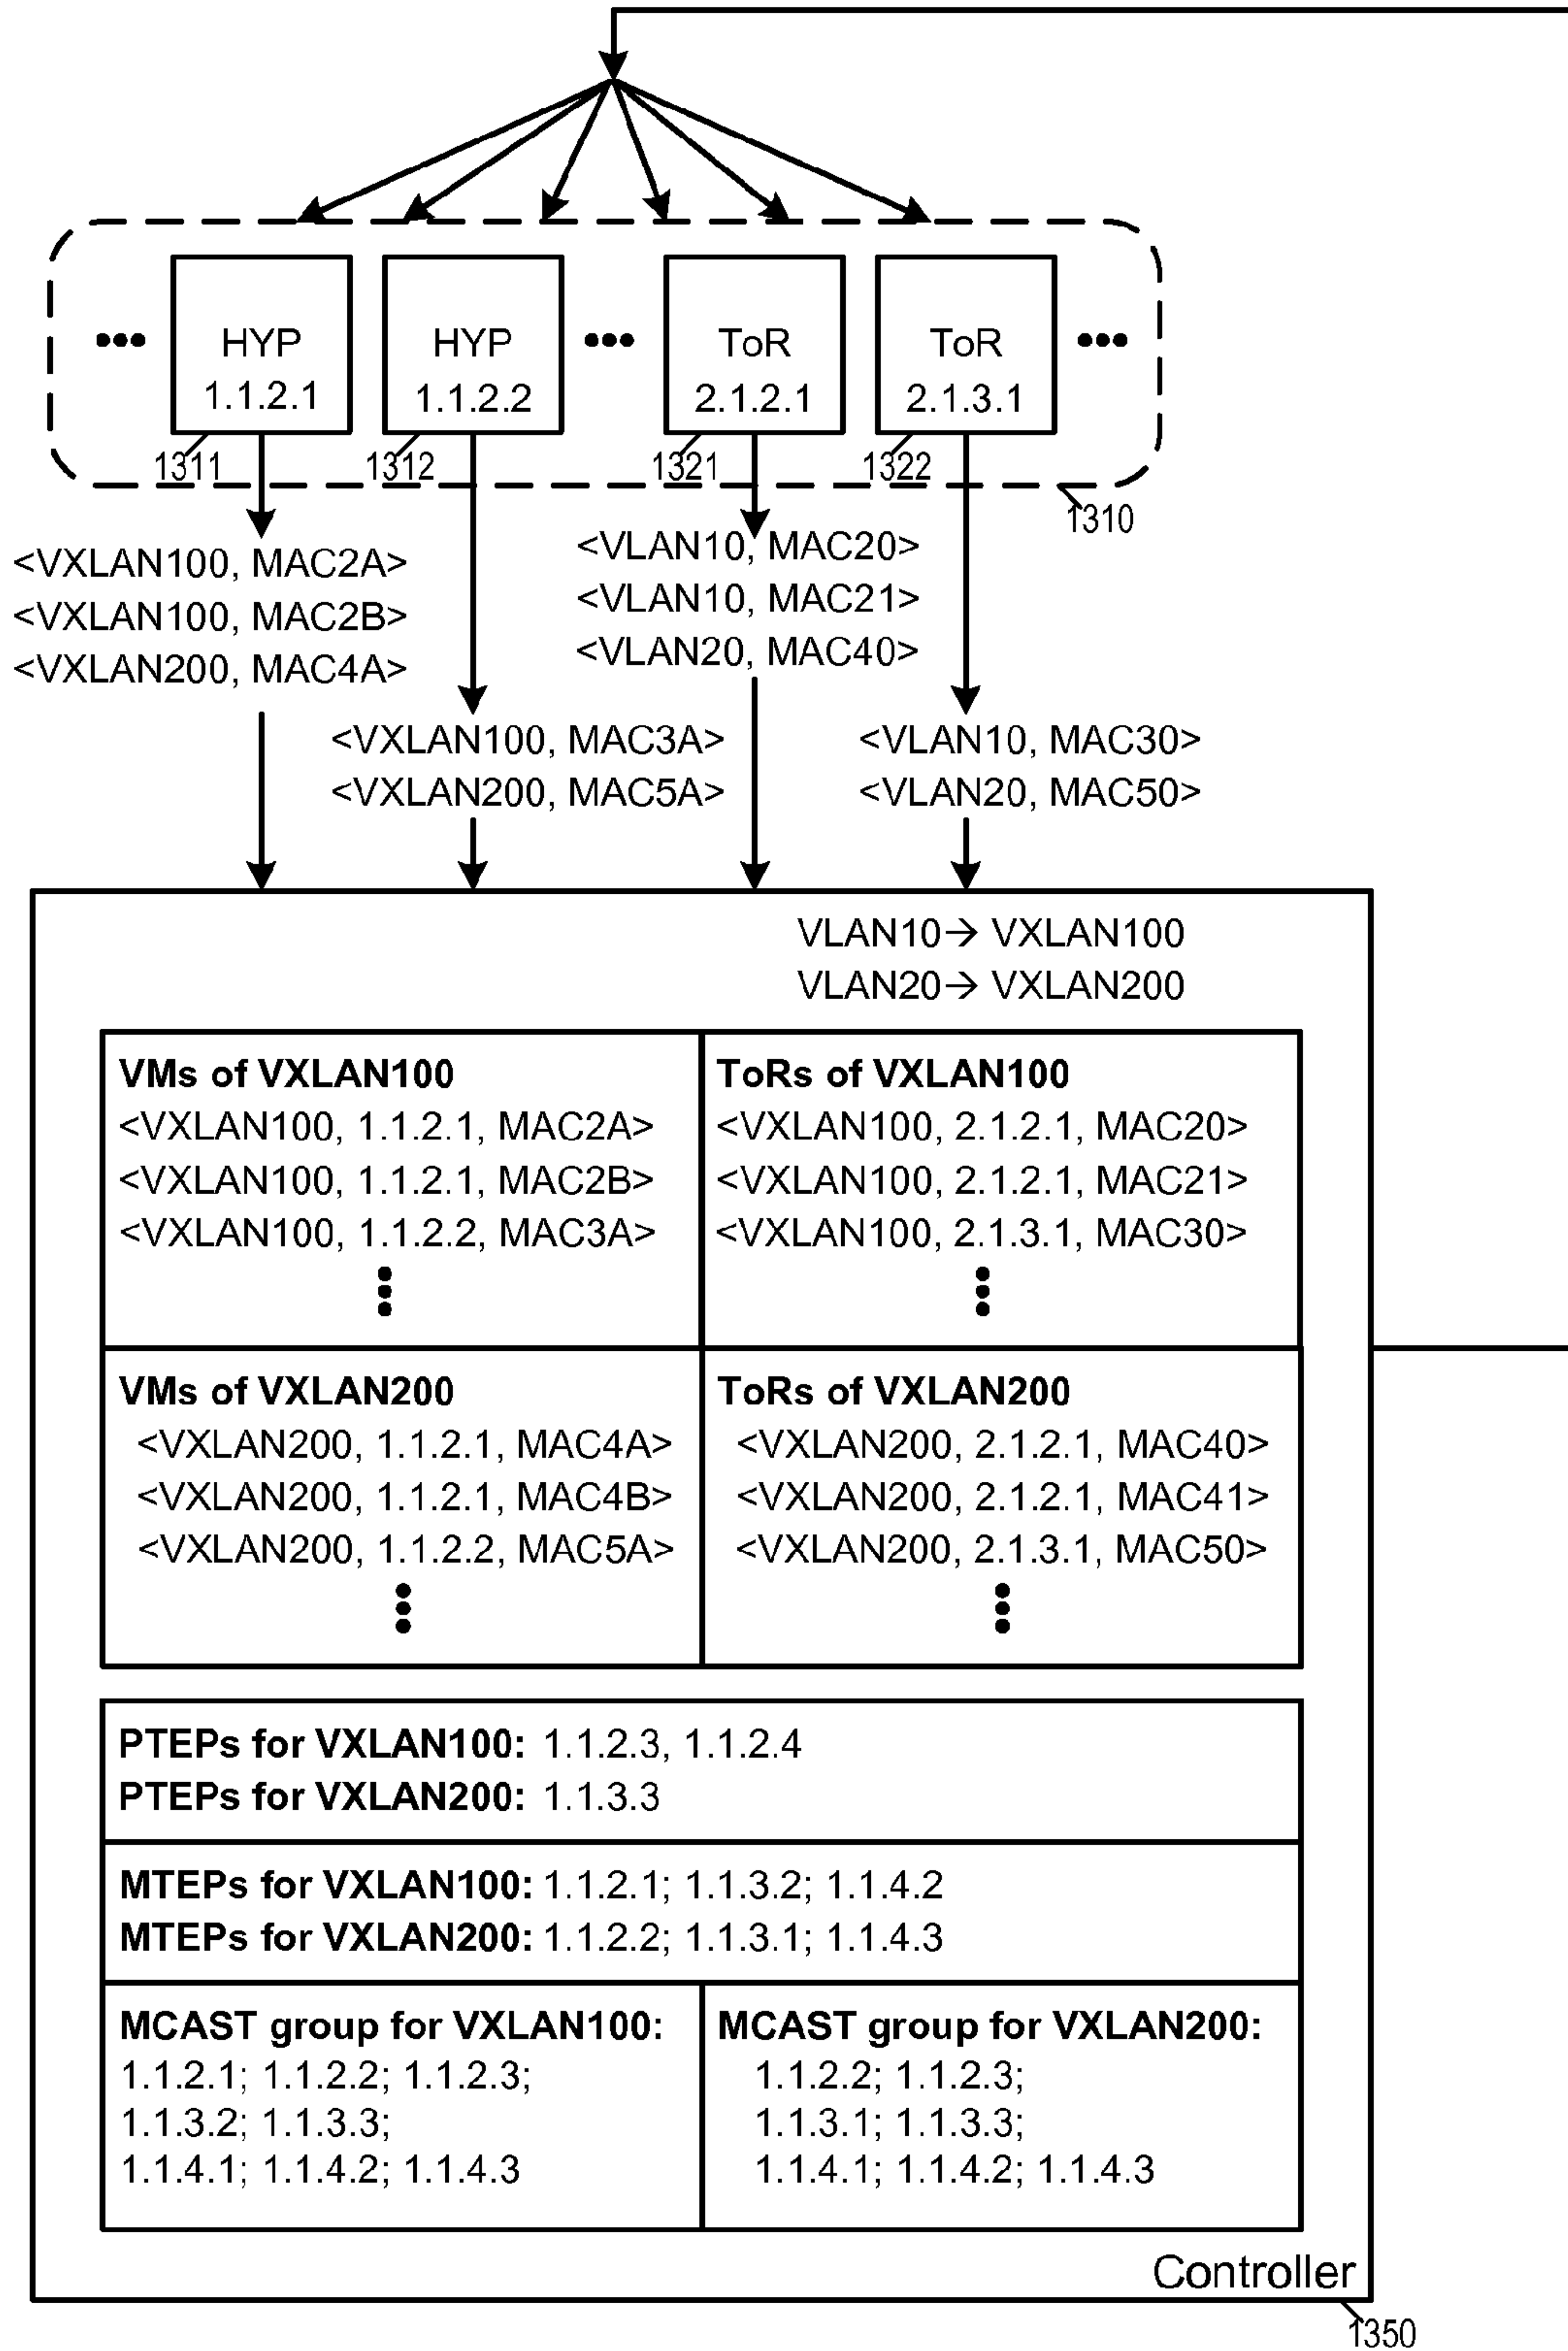 HYP
1.1.2.1
HYP
1.1.2.2
ToR
2.1.2.1
ToR
2.1.3.1
1311
1312
1321
1322
1310
<VXLAN100, MAC2A>
<VXLAN100, MAC2B>
<VXLAN200, MAC4A>
<VXLAN100, MAC3A>
<VXLAN200, MAC5A>
<VLAN10, MAC20>
<VLAN10, MAC21>
<VLAN20, MAC40>
<VLAN10, MAC30>
<VLAN20, MAC50>
VLAN10→ VXLAN100
VLAN20→ VXLAN200
VMs of VXLAN100
<VXLAN100, 1.1.2.1, MAC2A>
<VXLAN100, 1.1.2.1, MAC2B>
<VXLAN100, 1.1.2.2, MAC3A>
ToRs of VXLAN100
<VXLAN100, 2.1.2.1, MAC20>
<VXLAN100, 2.1.2.1, MAC21>
<VXLAN100, 2.1.3.1, MAC30>
VMs of VXLAN200
<VXLAN200, 1.1.2.1, MAC4A>
<VXLAN200, 1.1.2.1, MAC4B>
<VXLAN200, 1.1.2.2, MAC5A>
ToRs of VXLAN200
<VXLAN200, 2.1.2.1, MAC40>
<VXLAN200, 2.1.2.1, MAC41>
<VXLAN200, 2.1.3.1, MAC50>
PTEPs for VXLAN100: 1.1.2.3, 1.1.2.4
PTEPs for VXLAN200: 1.1.3.3
MTEPs for VXLAN100: 1.1.2.1; 1.1.3.2; 1.1.4.2
MTEPs for VXLAN200: 1.1.2.2; 1.1.3.1; 1.1.4.3
MCAST group for VXLAN100:
1.1.2.1; 1.1.2.2; 1.1.2.3;
1.1.3.2; 1.1.3.3;
1.1.4.1; 1.1.4.2; 1.1.4.3
MCAST group for VXLAN200:
1.1.2.2; 1.1.2.3;
1.1.3.1; 1.1.3.3;
1.1.4.1; 1.1.4.2; 1.1.4.3
Controller
1350